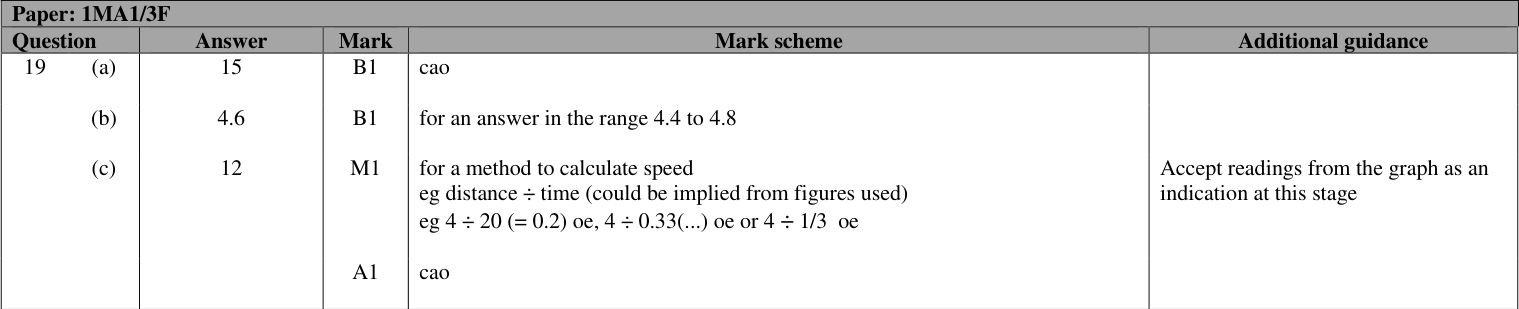 Paper: 1MA1/3F
Question Answer Mark Mark scheme Additional guidance
19 (a) 15 B1 cao
(b) 4.6 B1 for an answer in the range 4.4 to 4.8
(c) 12 M1 for a method to calculate speed Accept readings from the graph as an
eg distance ÷ time (could be implied from figures used) indication at this stage
eg 4 ÷ 20 (= 0.2) oe, 4 ÷ 0.33(...) oe or 4 ÷ 1/3 oe
A1 cao